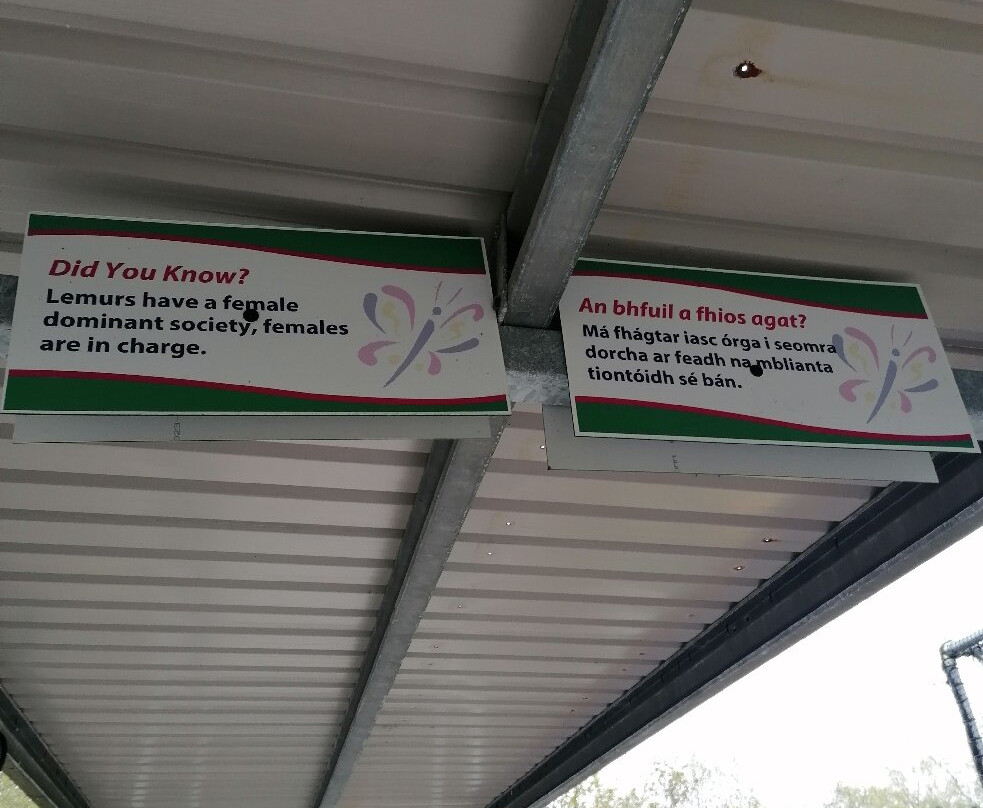 Did You Know?
Lemurs have a female
dominant society, females
are in charge.
An bhfuil a fhios agat?
Má fhágtar iasc órga i seomra
dorcha ar feadh na mblianta
tiontóidh sé bán.